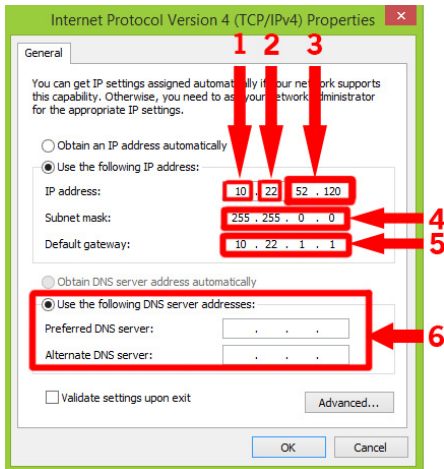 Internet Protocol Version 4 (TCP/IPv4) Properties
1 2 3
General
You can get IP settings assigned automatically if your network supports
this capability. Otherwise, you need to ask your network administrator
for the appropriate IP settings.
Obtain an IP address automatically
Use the following IP address:
IP address: 10 . 22 52 . 120
Subnet mask: 255 . 255 . 0 . 0 4
Default gateway: 10 . 22 . 1 . 1 5
Obtain DNS server address automatically
Use the following DNS server addresses:
Preferred DNS server: . . .
6
Alternate DNS server: . . .
Validate settings upon exit
Advanced...
OK Cancel